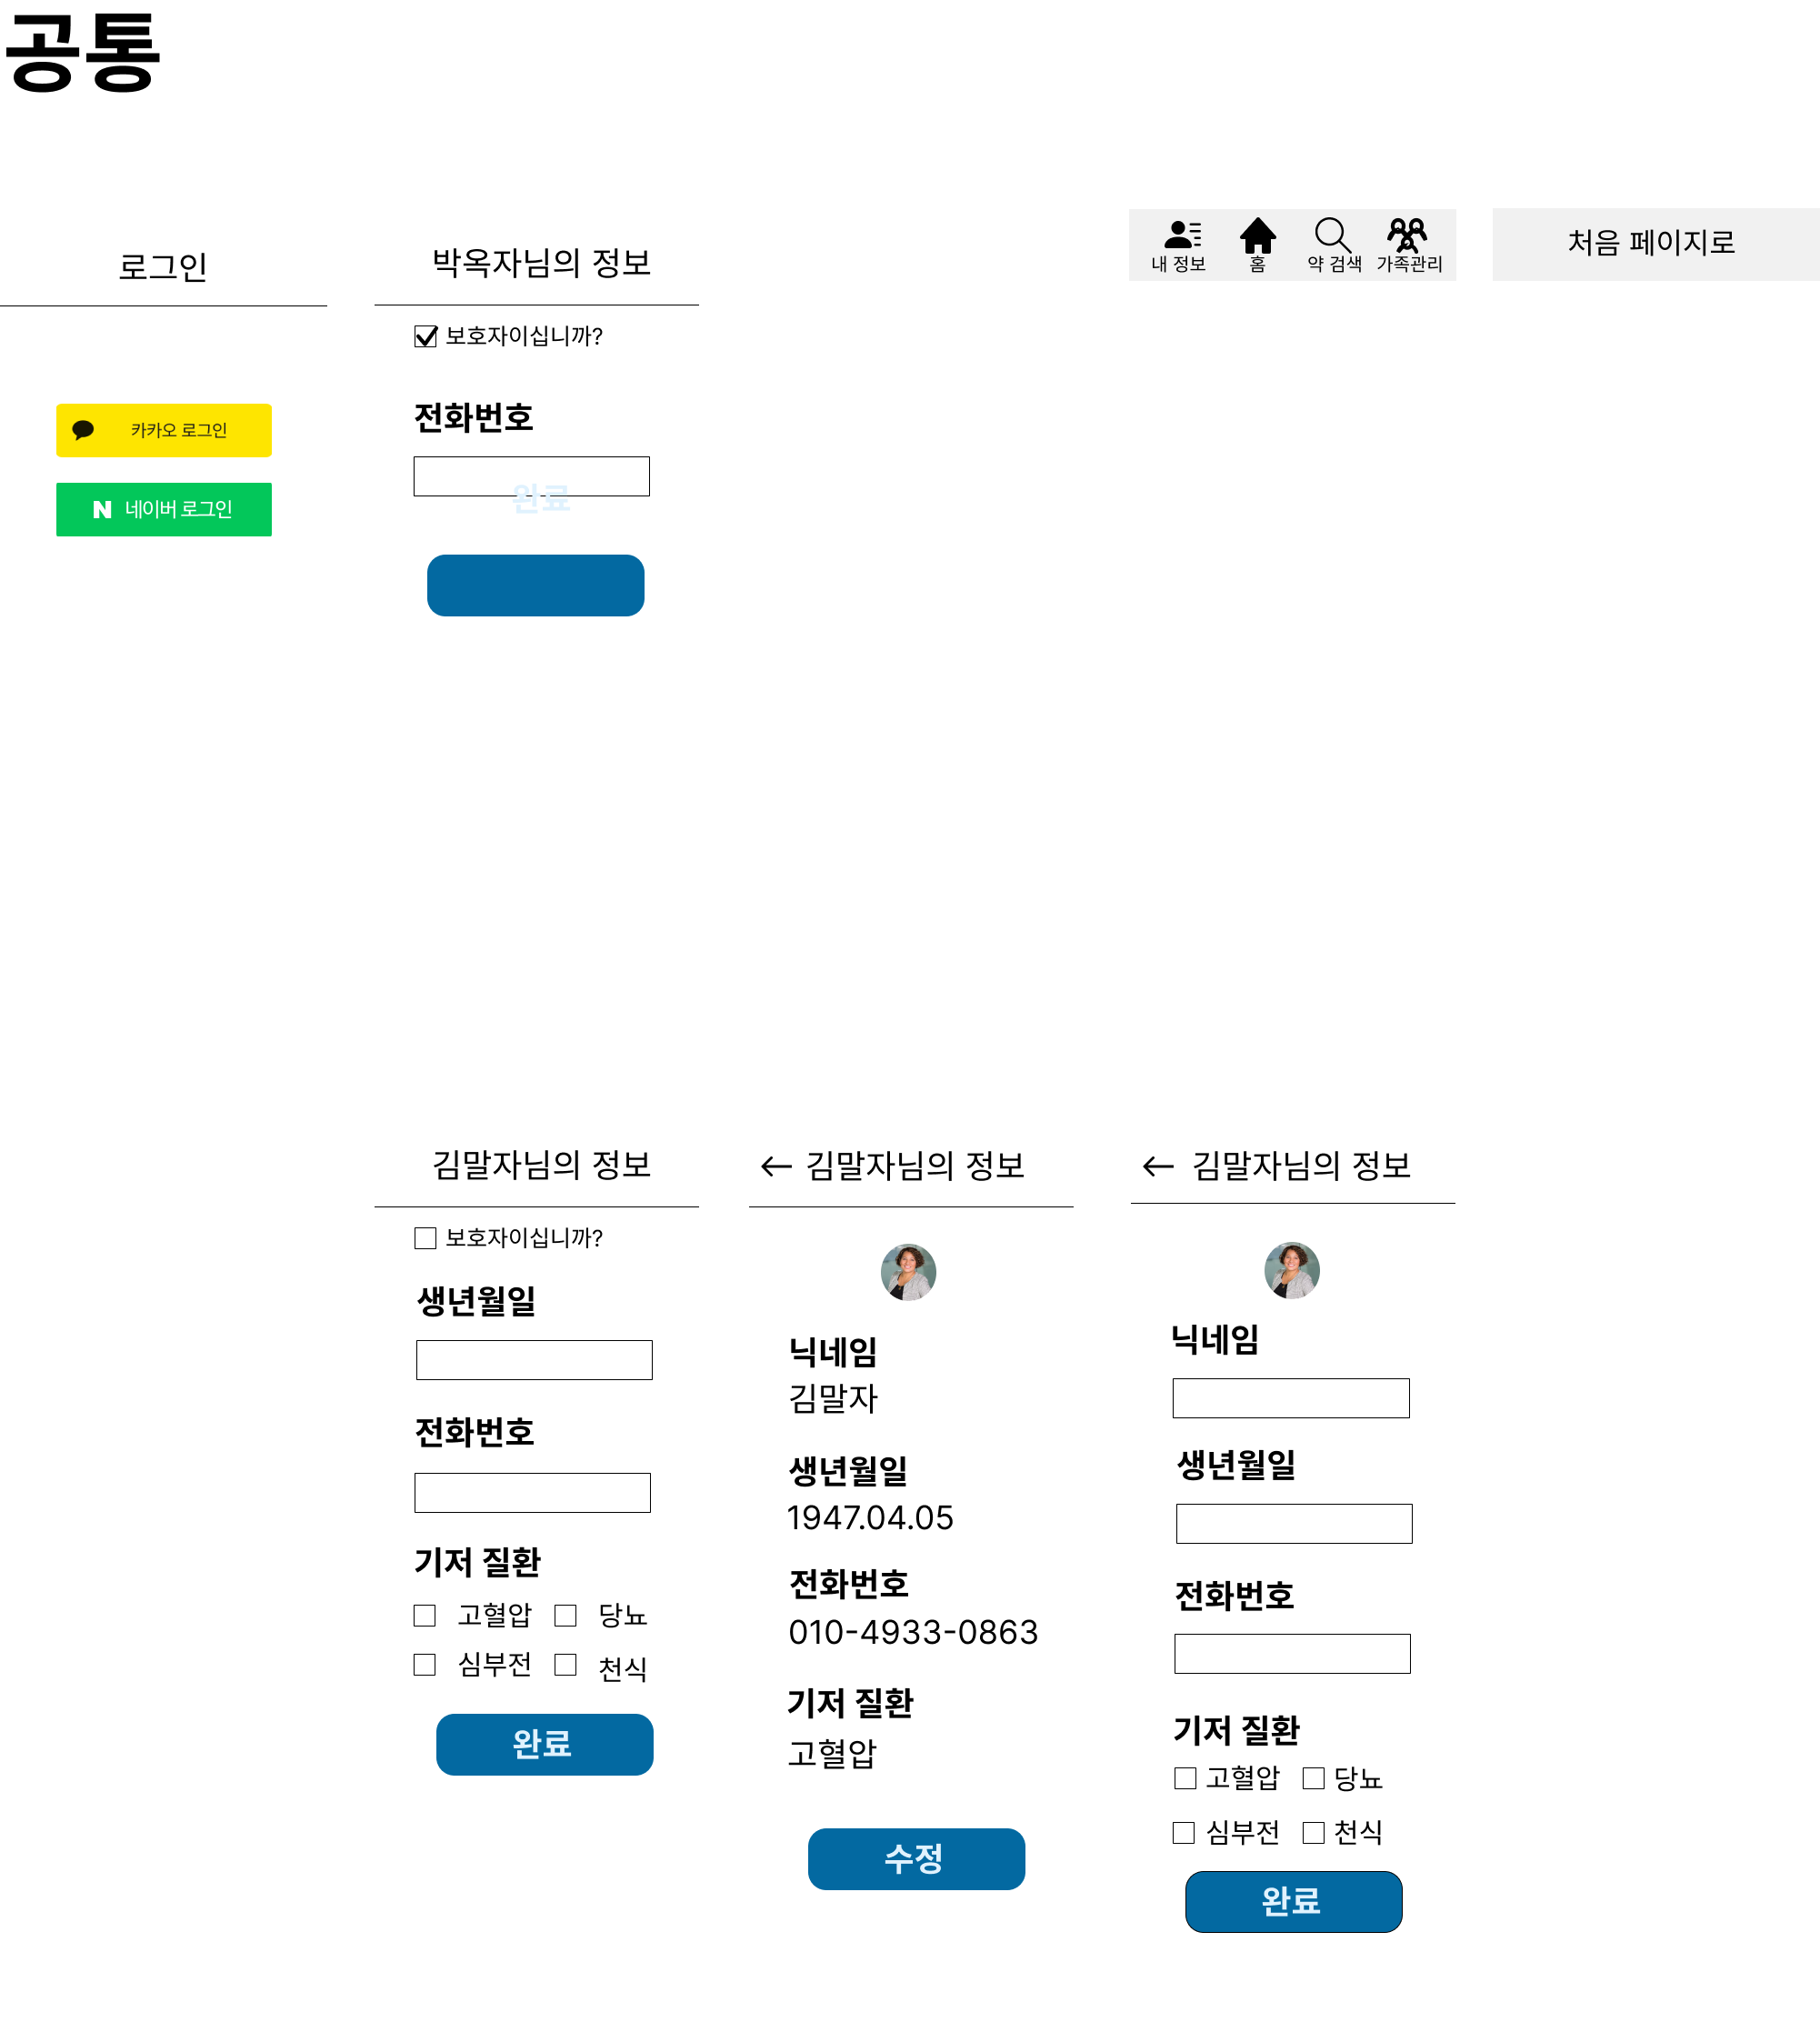 공통
로그인
카카오 로그인
N 네이버 로그인
박옥자님의 정보
보호자이십니까?
전화번호
완료
내 정보 홈 약 검색 가족관리
처음 페이지로
김말자님의 정보
보호자이십니까?
생년월일
전화번호
기저 질환
고혈압 당뇨
심부전 천식
완료
김말자님의 정보
닉네임
김말자
생년월일
1947.04.05
전화번호
010-4933-0863
기저 질환
고혈압
수정
김말자님의 정보
닉네임
생년월일
전화번호
기저 질환
고혈압 당뇨
심부전 천식
완료